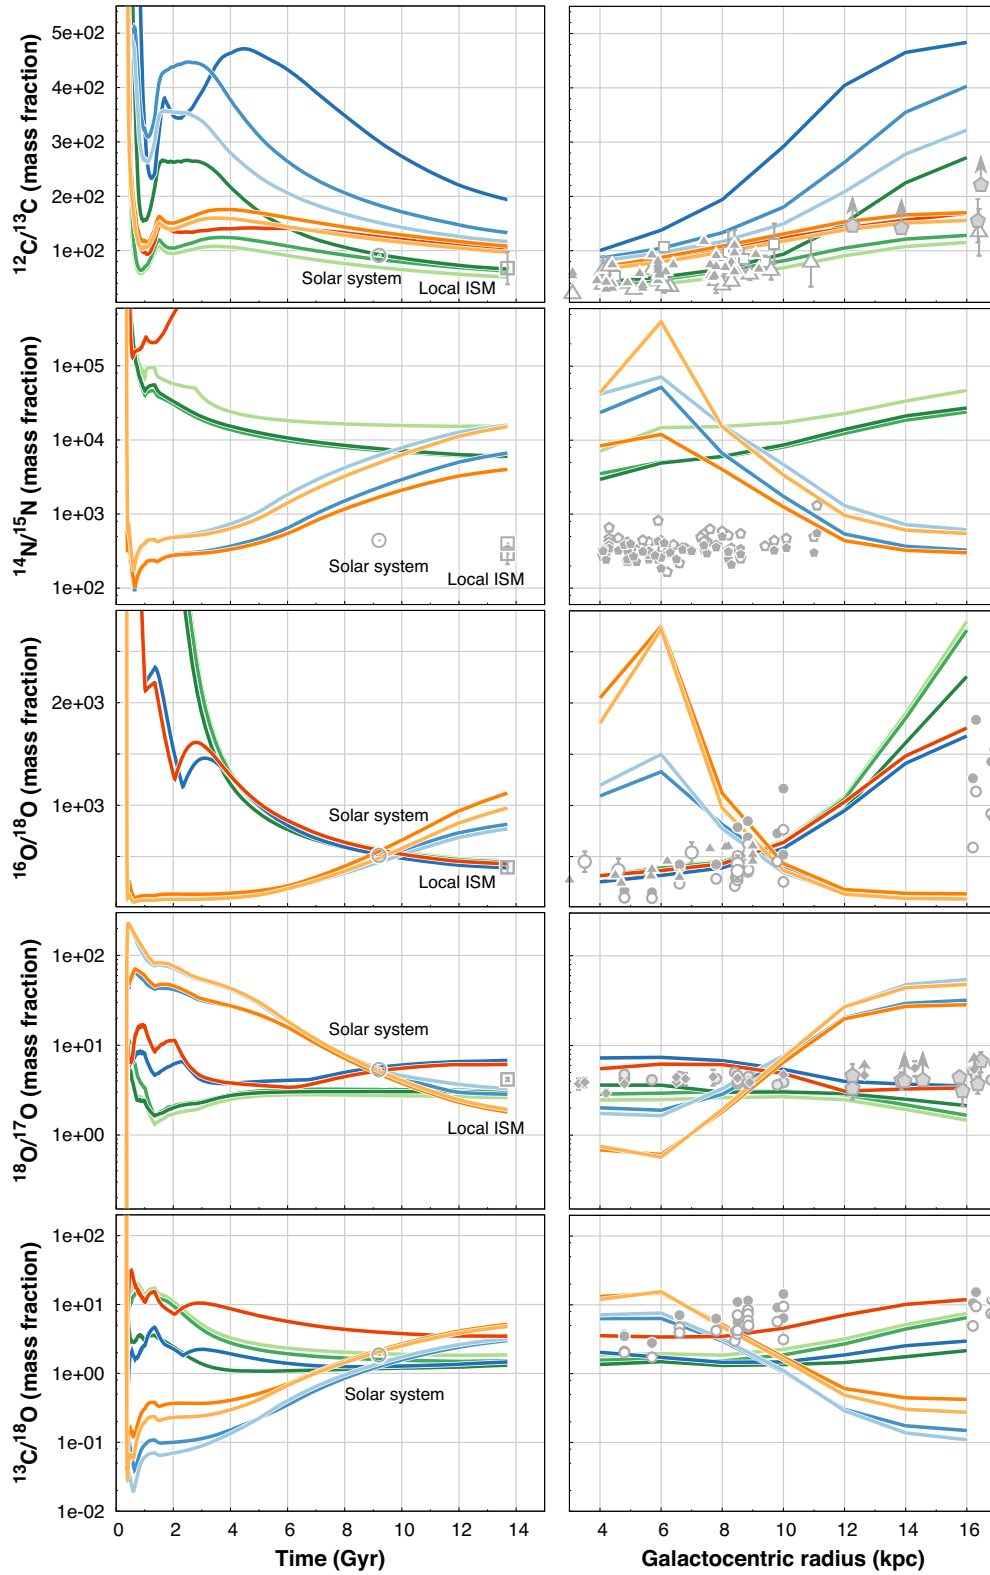 12C/13C (mass fraction)
5e+02
4e+02
3e+02
2e+02
1e+02
Solar system
Local ISM
14N/15N (mass fraction)
1e+05
1e+04
1e+03
1e+02
Solar system
Local ISM
16O/18O (mass fraction)
2e+03
1e+03
Solar system
Local ISM
18O/17O (mass fraction)
1e+02
1e+01
1e+00
Solar system
Local ISM
13C/18O (mass fraction)
1e+02
1e+01
1e+00
1e-01
1e-02
Solar system
0 2 4 6 8 10 12 14
Time (Gyr)
4 6 8 10 12 14 16
Galactocentric radius (kpc)